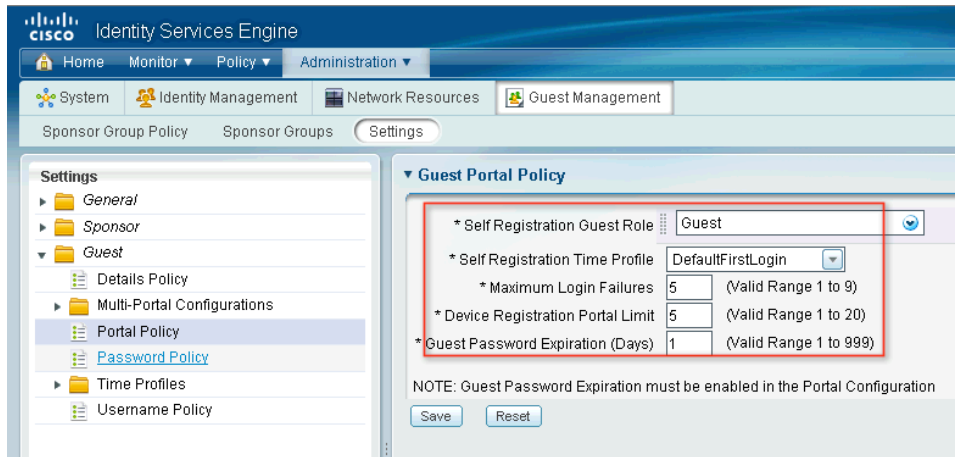 CISCO Identity Services Engine
Home Monitor ▼ Policy ▼ Administration ▼
System Identity Management Network Resources Guest Management
Sponsor Group Policy Sponsor Groups Settings
Settings
General
Sponsor
Guest
Details Policy
Multi-Portal Configurations
Portal Policy
Password Policy
Time Profiles
Username Policy
Guest Portal Policy
* Self Registration Guest Role Guest
* Self Registration Time Profile DefaultFirstLogin
* Maximum Login Failures 5 (Valid Range 1 to 9)
* Device Registration Portal Limit 5 (Valid Range 1 to 20)
* Guest Password Expiration (Days) 1 (Valid Range 1 to 999)
NOTE: Guest Password Expiration must be enabled in the Portal Configuration
Save Reset